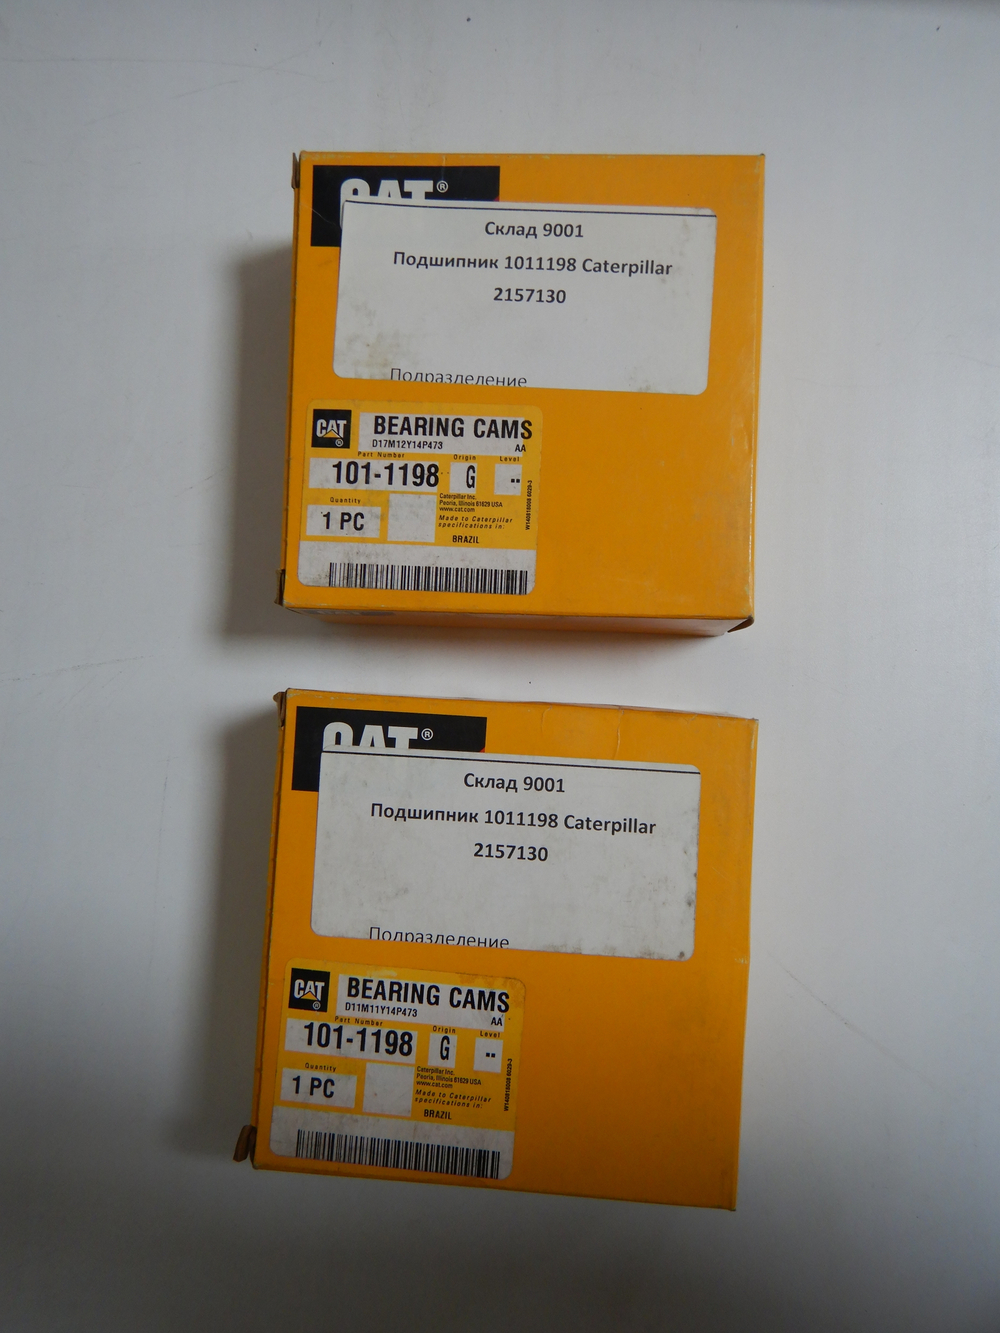 CAT®
Склад 9001
Подшипник 1011198 Caterpillar
2157130
Подразделение
CAT®
BEARING CAMS
D17M12Y14P473 AA
Part Number Origin Level
101-1198 G --
Quantity
1 PC
Caterpillar Inc.
Peoria, Illinois 61629 USA
www.cat.com
Made to Caterpillar
specifications in:
BRAZIL
CAT®
Склад 9001
Подшипник 1011198 Caterpillar
2157130
Подразделение
CAT®
BEARING CAMS
D11M11Y14P473 AA
Part Number Origin Level
101-1198 G --
Quantity
1 PC
Caterpillar Inc.
Peoria, Illinois 61629 USA
www.cat.com
Made to Caterpillar
specifications in:
BRAZIL